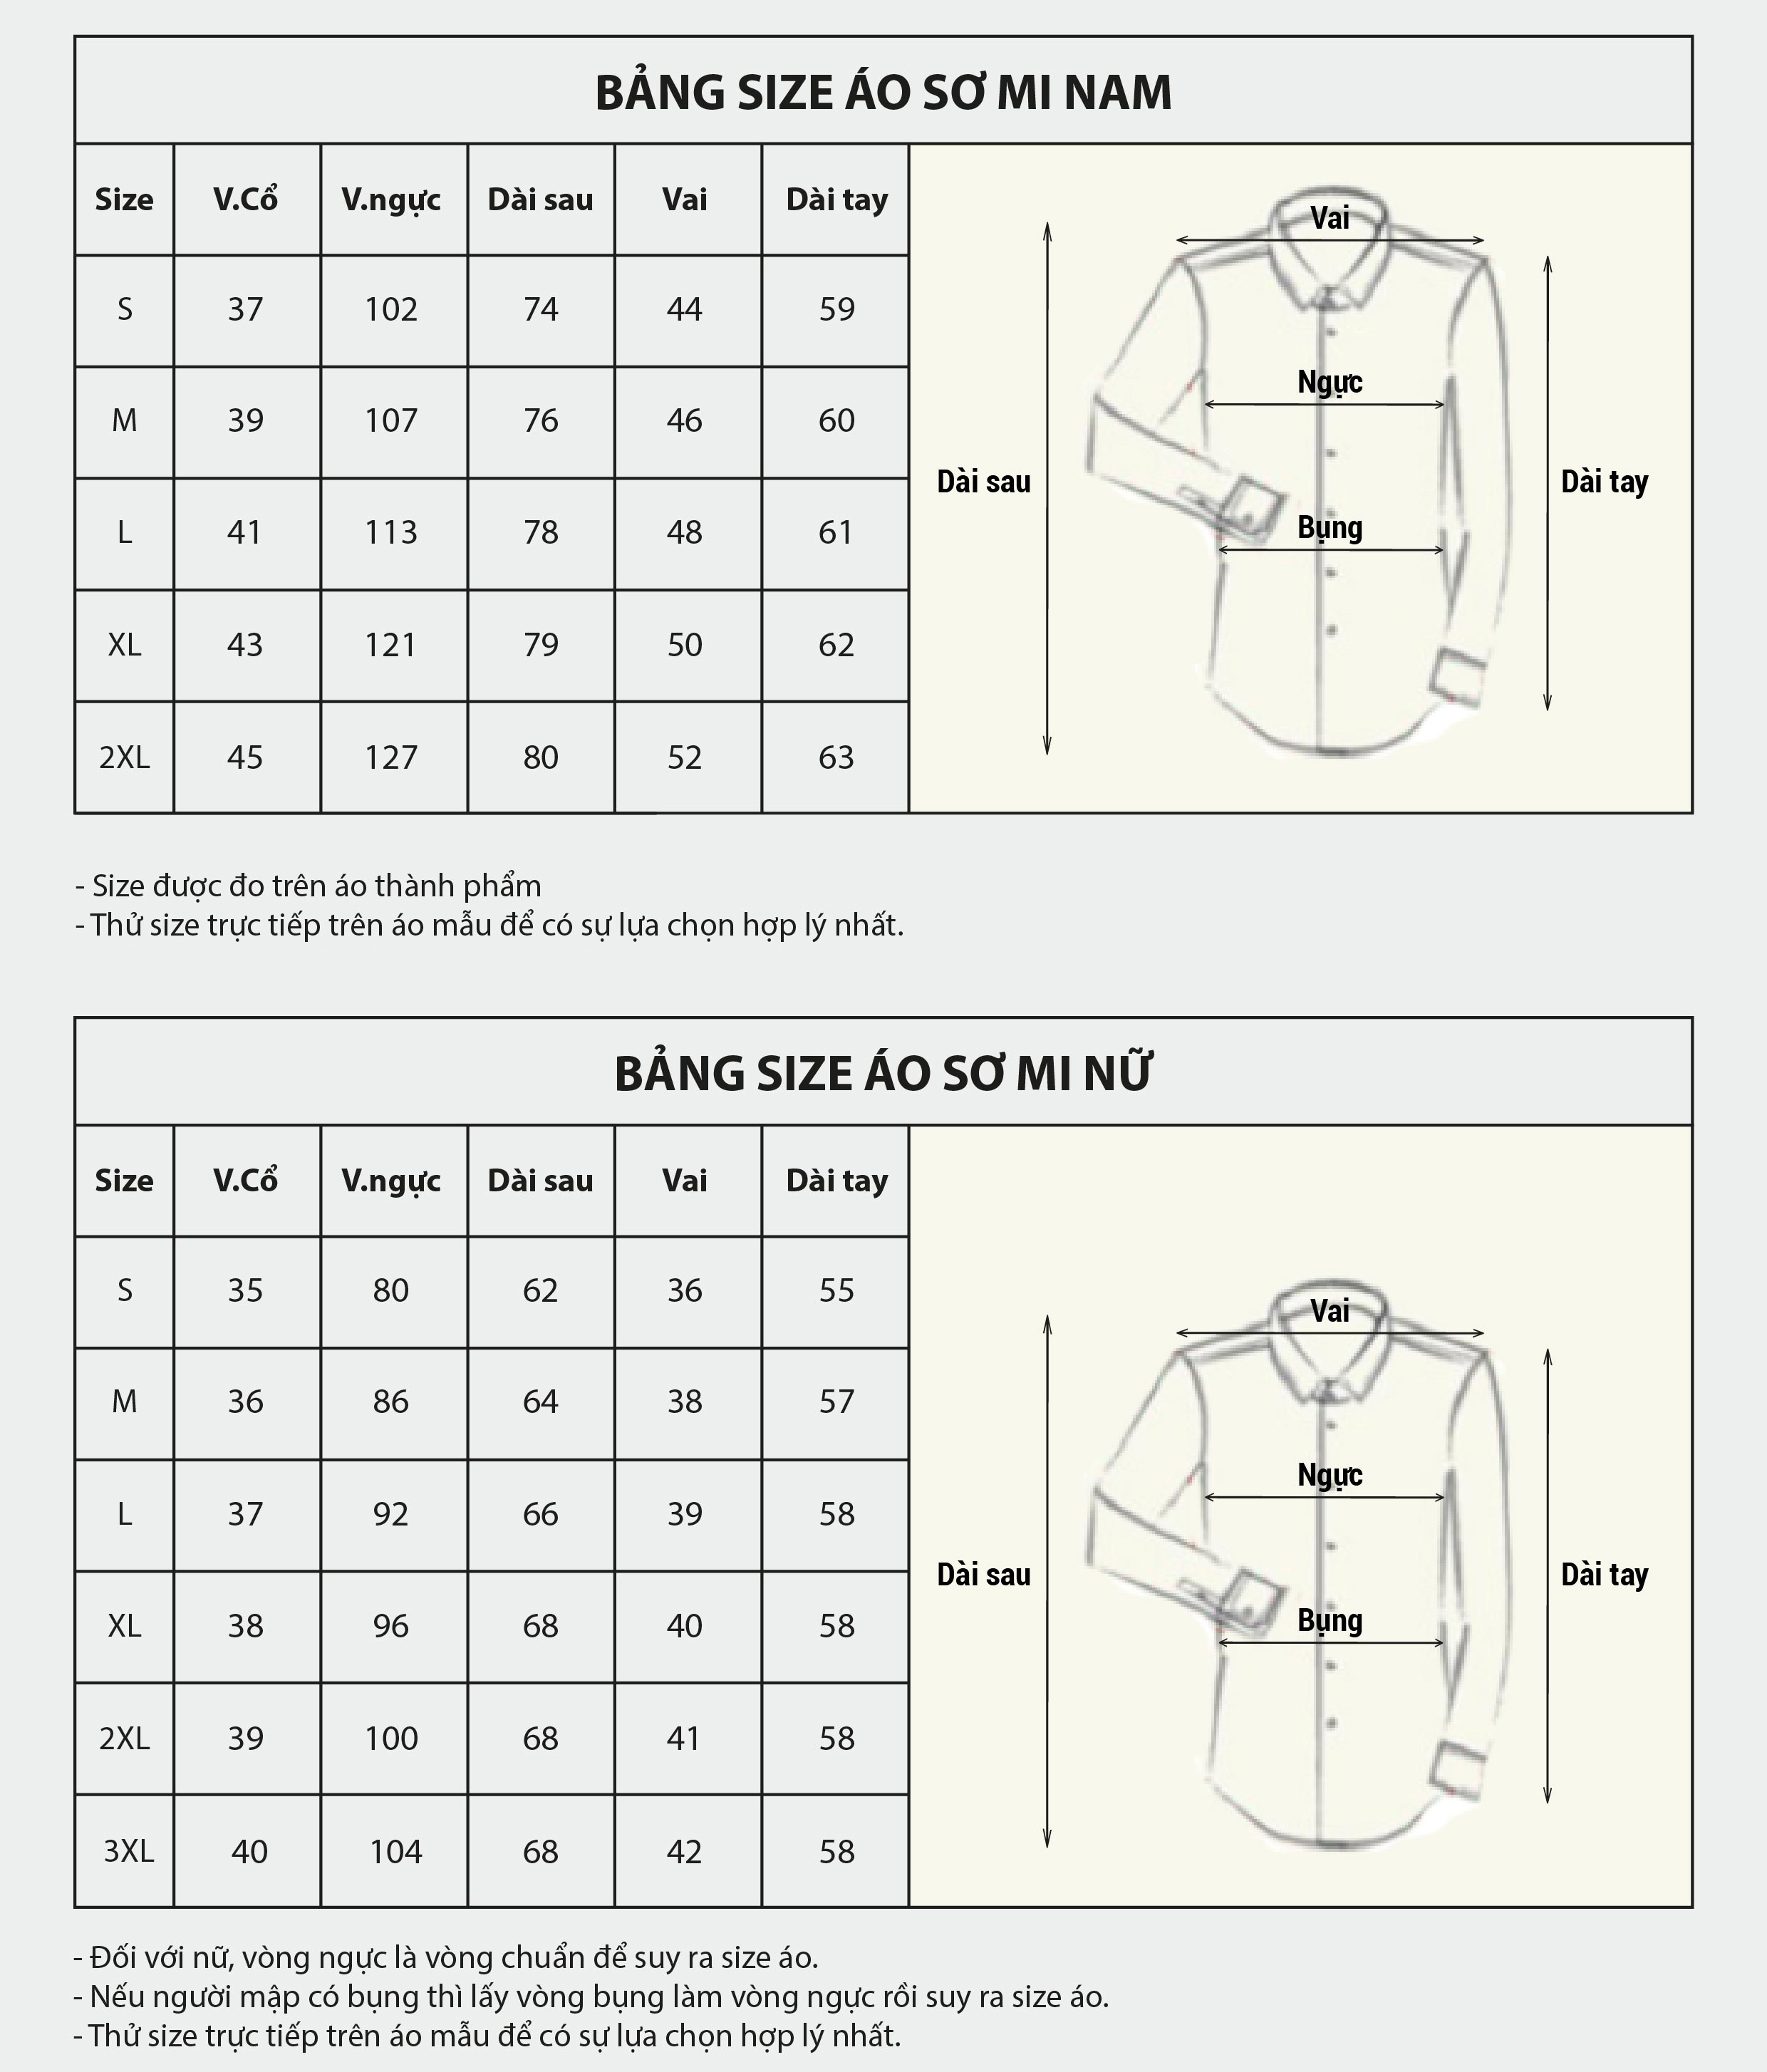 BẢNG SIZE ÁO SƠ MI NAM
Size V.Cổ V.ngực Dài sau Vai Dài tay
S 37 102 74 44 59
M 39 107 76 46 60
L 41 113 78 48 61
XL 43 121 79 50 62
2XL 45 127 80 52 63
Vai
Ngực
Dài sau
Dài tay
Bụng
- Size được đo trên áo thành phẩm
- Thử size trực tiếp trên áo mẫu để có sự lựa chọn hợp lý nhất.
BẢNG SIZE ÁO SƠ MI NỮ
Size V.Cổ V.ngực Dài sau Vai Dài tay
S 35 80 62 36 55
M 36 86 64 38 57
L 37 92 66 39 58
XL 38 96 68 40 58
2XL 39 100 68 41 58
3XL 40 104 68 42 58
Vai
Ngực
Dài sau
Dài tay
Bụng
- Đối với nữ, vòng ngực là vòng chuẩn để suy ra size áo.
- Nếu người mập có bụng thì lấy vòng bụng làm vòng ngực rồi suy ra size áo.
- Thử size trực tiếp trên áo mẫu để có sự lựa chọn hợp lý nhất.